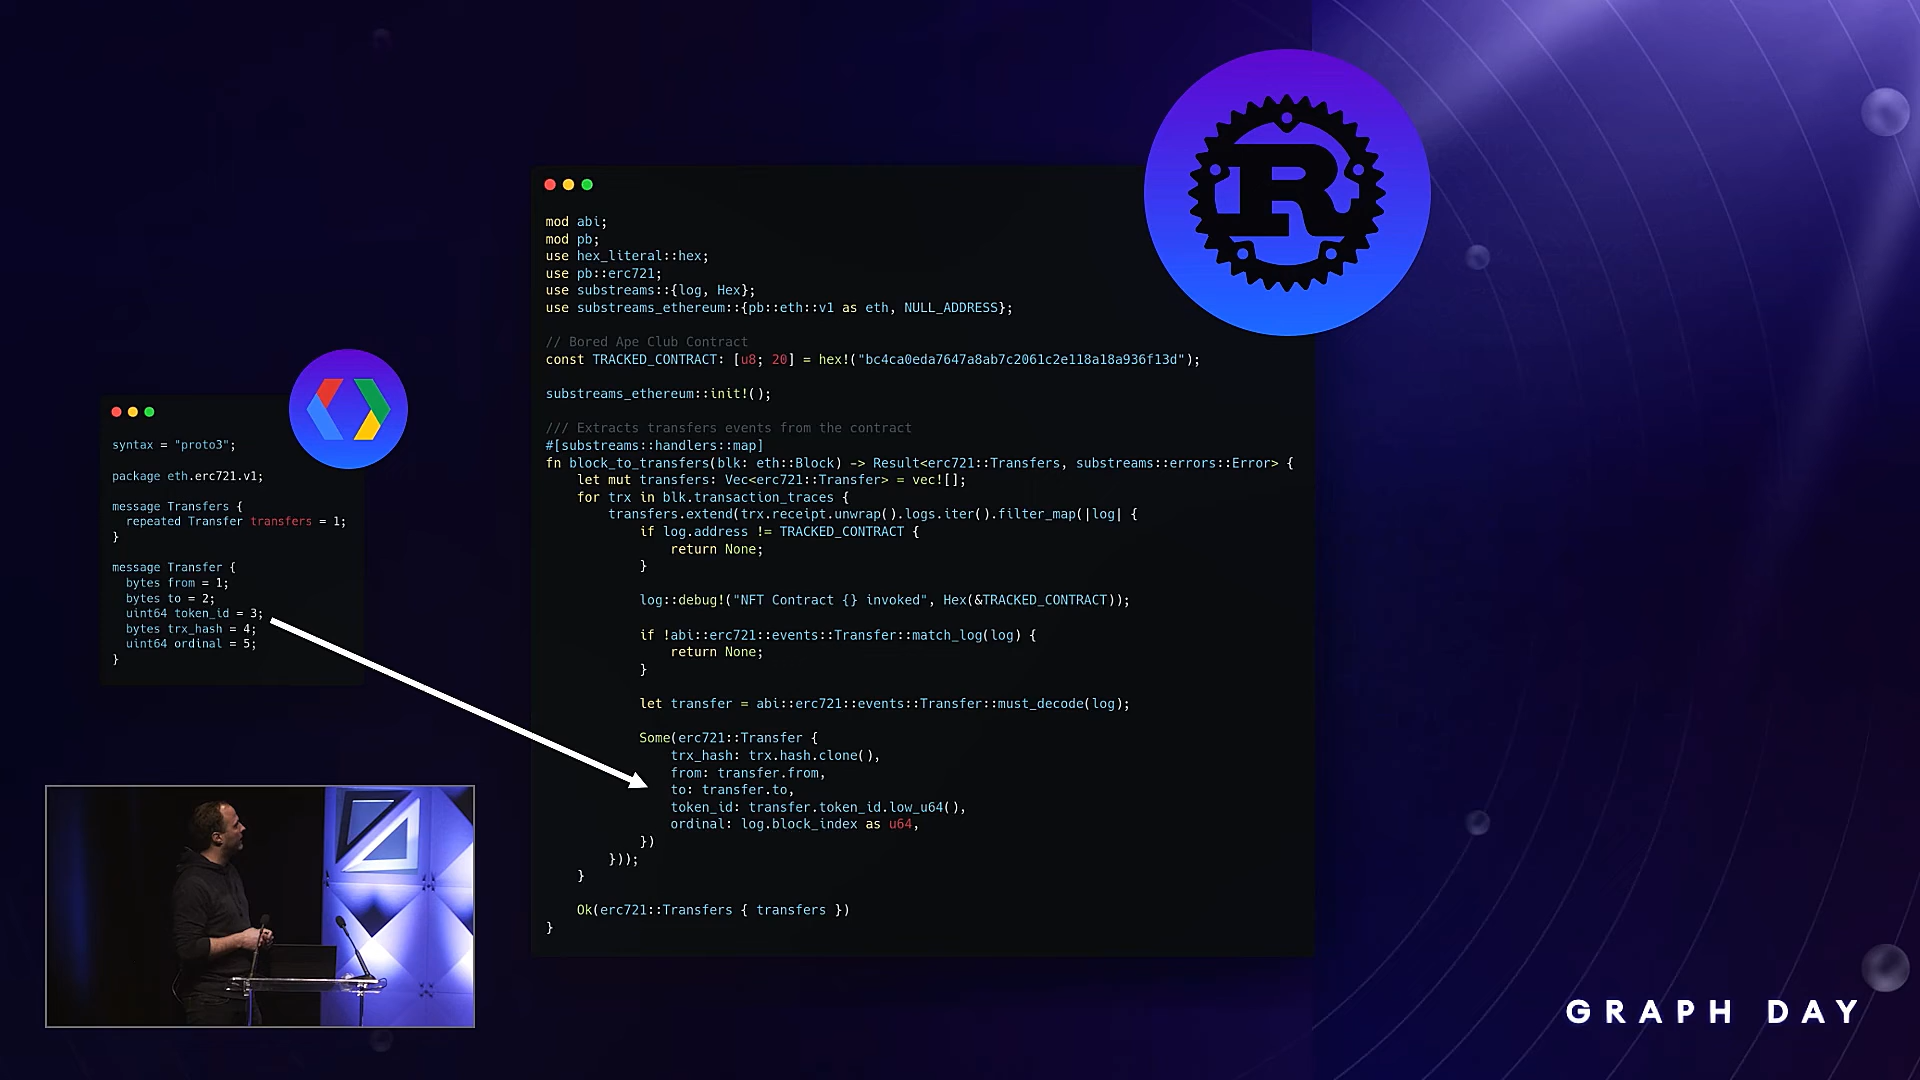 syntax = "proto3";
package eth.erc721.v1;
message Transfers {
repeated Transfer transfers = 1;
}
message Transfer {
bytes from = 1;
bytes to = 2;
uint64 token_id = 3;
bytes trx_hash = 4;
uint64 ordinal = 5;
}
mod abi;
mod pb;
use hex_literal::hex;
use pb::erc721;
use substreams::{log, Hex};
use substreams_ethereum::{pb::eth::v1 as eth, NULL_ADDRESS};
// Bored Ape Club Contract
const TRACKED_CONTRACT: [u8; 20] = hex!("bc4ca0eda7647a8ab7c2061c2e118a18a936f13d");
substreams_ethereum::init!();
/// Extracts transfers events from the contract
#[substreams::handlers::map]
fn block_to_transfers(blk: eth::Block) -> Result<erc721::Transfers, substreams::errors::Error> {
let mut transfers: Vec<erc721::Transfer> = vec![];
for trx in blk.transaction_traces {
transfers.extend(trx.receipt.unwrap().logs.iter().filter_map(|log| {
if log.address != TRACKED_CONTRACT {
return None;
}
log::debug!("NFT Contract {} invoked", Hex(&TRACKED_CONTRACT));
if !abi::erc721::events::Transfer::match_log(log) {
return None;
}
let transfer = abi::erc721::events::Transfer::must_decode(log);
Some(erc721::Transfer {
trx_hash: trx.hash.clone(),
from: transfer.from,
to: transfer.to,
token_id: transfer.token_id.low_u64(),
ordinal: log.block_index as u64,
})
}));
}
Ok(erc721::Transfers { transfers })
}
R
GRAPH DAY